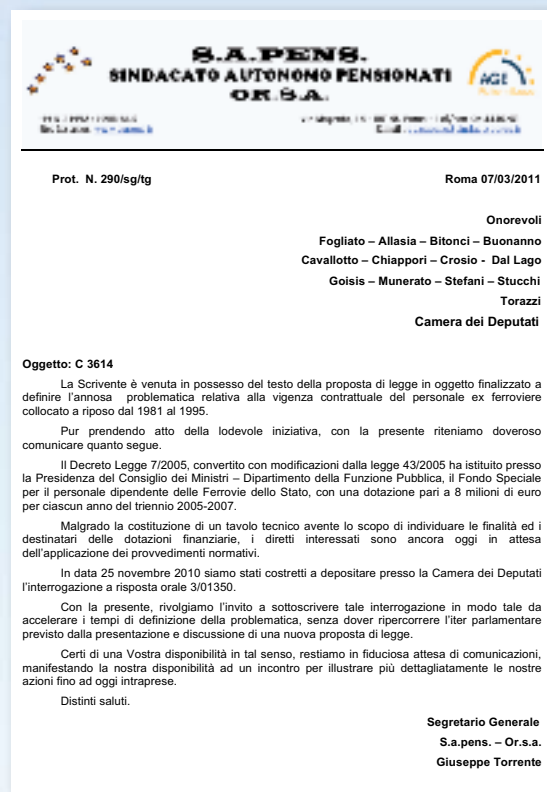 S.A.PENS.
SINDACATO AUTONOMO PENSIONATI
OR.S.A.
AGE
Prot. N. 290/sg/tg Roma 07/03/2011
Onorevoli
Fogliato – Allasia – Bitonci – Buonanno
Cavallotto – Chiappori – Crosio - Dal Lago
Goisis – Munerato – Stefani – Stucchi
Torazzi
Camera dei Deputati
Oggetto: C 3614
La Scrivente è venuta in possesso del testo della proposta di legge in oggetto finalizzato a
definire l'annosa problematica relativa alla vigenza contrattuale del personale ex ferroviere
collocato a riposo dal 1981 al 1995.
Pur prendendo atto della lodevole iniziativa, con la presente riteniamo doveroso
comunicare quanto segue.
Il Decreto Legge 7/2005, convertito con modificazioni dalla legge 43/2005 ha istituito presso
la Presidenza del Consiglio dei Ministri – Dipartimento della Funzione Pubblica, il Fondo Speciale
per il personale dipendente delle Ferrovie dello Stato, con una dotazione pari a 8 milioni di euro
per ciascun anno del triennio 2005-2007.
Malgrado la costituzione di un tavolo tecnico avente lo scopo di individuare le finalità ed i
destinatari delle dotazioni finanziarie, i diretti interessati sono ancora oggi in attesa
dell'applicazione dei provvedimenti normativi.
In data 25 novembre 2010 siamo stati costretti a depositare presso la Camera dei Deputati
l'interrogazione a risposta orale 3/01350.
Con la presente, rivolgiamo l'invito a sottoscrivere tale interrogazione in modo tale da
accelerare i tempi di definizione della problematica, senza dover ripercorrere l'iter parlamentare
previsto dalla presentazione e discussione di una nuova proposta di legge.
Certi di una Vostra disponibilità in tal senso, restiamo in fiduciosa attesa di comunicazioni,
manifestando la nostra disponibilità ad un incontro per illustrare più dettagliatamente le nostre
azioni fino ad oggi intraprese.
Distinti saluti.
Segretario Generale
S.a.pens. – Or.s.a.
Giuseppe Torrente